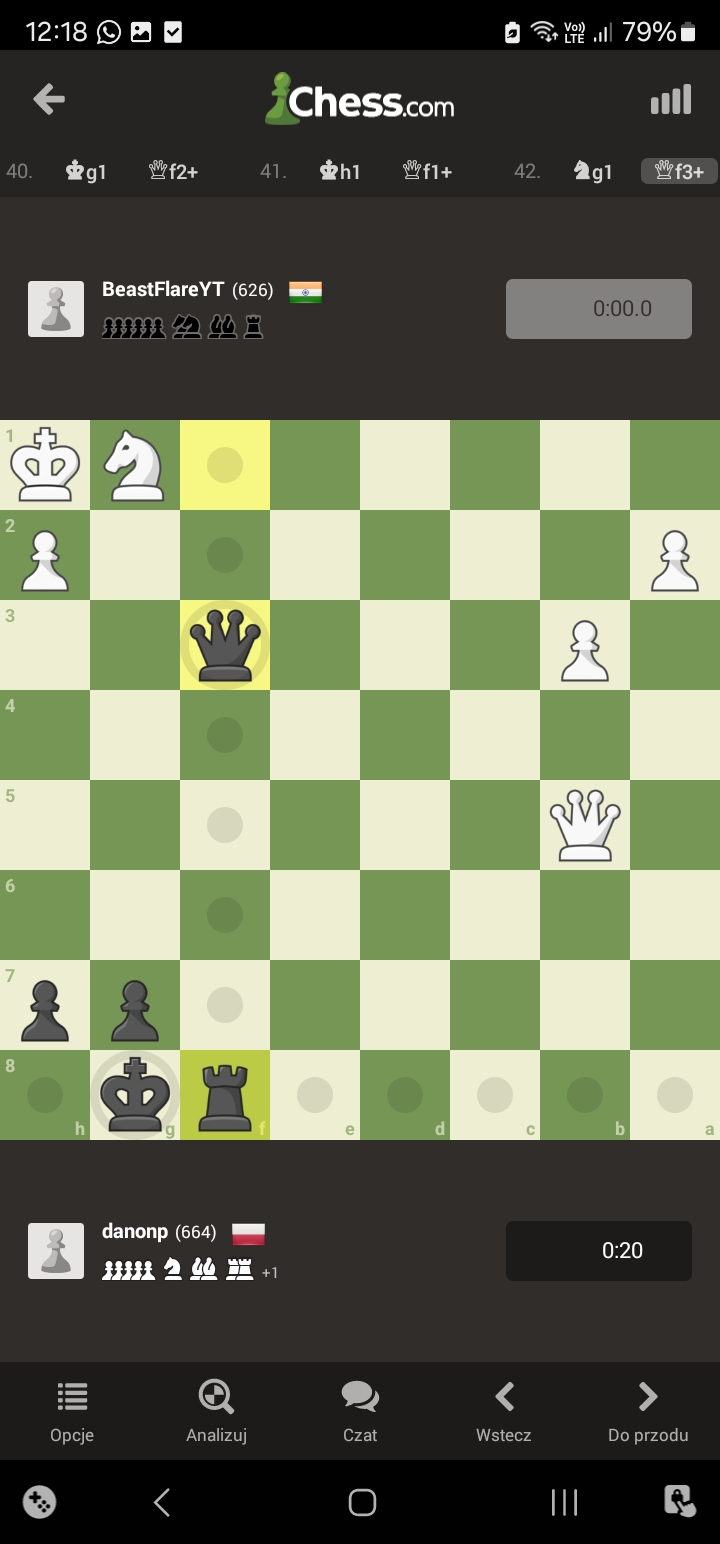 12:18 Vo)) LTE 79%
Chess.com
40. g1 f2+ 41. h1 f1+ 42. g1 f3+
BeastFlareYT (626) 0:00.0
1
2
3
4
5
6
7
8
h g f e d c b a
danonp (664) 0:20
+1
Opcje Analizuj Czat Wstecz Do przodu